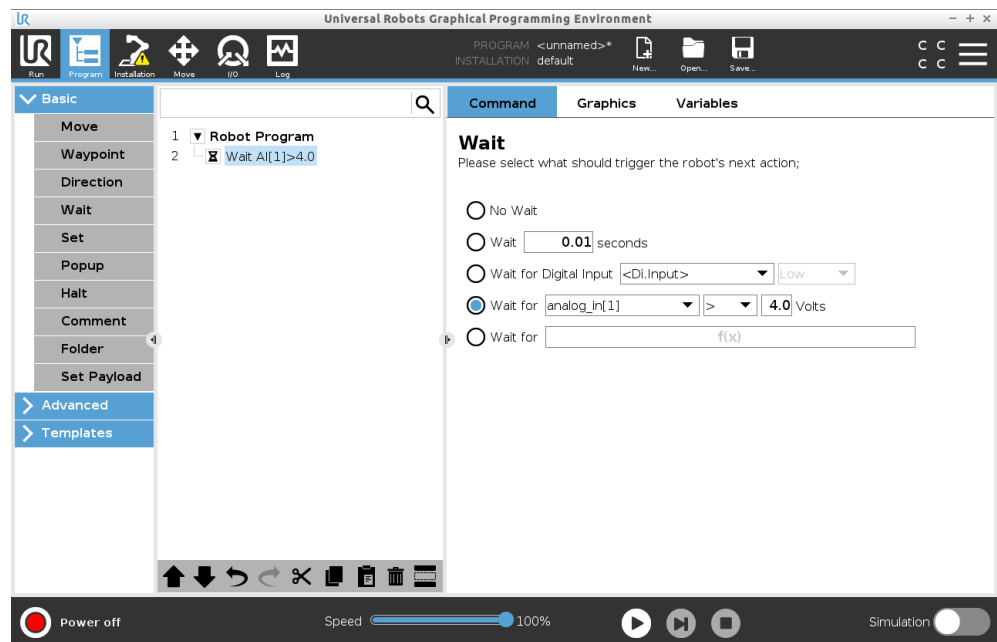 UR
Universal Robots Graphical Programming Environment
UR
Run
Program
Installation
Move
I/O
Log
PROGRAM <unnamed>*
INSTALLATION default
New...
Open...
Save...
C C
C C
Basic
Move
Waypoint
Direction
Wait
Set
Popup
Halt
Comment
Folder
Set Payload
Advanced
Templates
1 Robot Program
2 Wait AI[1]>4.0
Command Graphics Variables
Wait
Please select what should trigger the robot's next action;
No Wait
Wait 0.01 seconds
Wait for Digital Input <Di.Input> Low
Wait for analog_in[1] > 4.0 Volts
Wait for f(x)
Power off
Speed 100%
Simulation